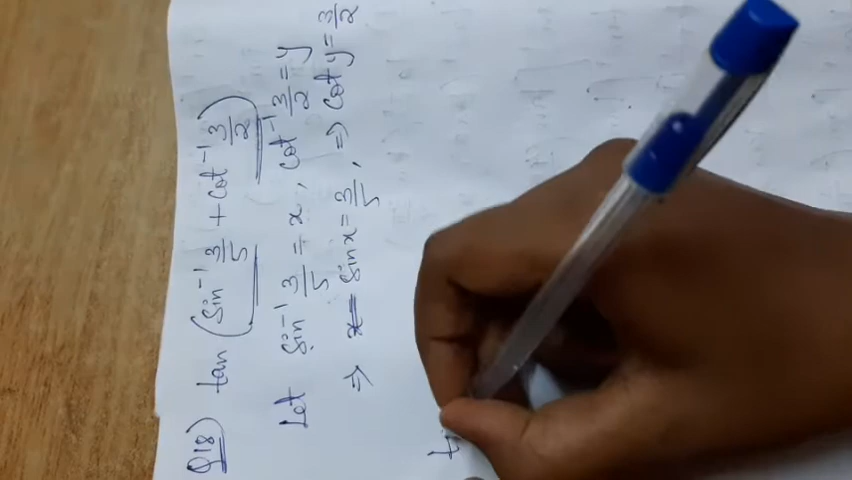 Q18) tan (sin⁻¹ 3/5 + cot⁻¹ 3/2)
Let sin⁻¹ 3/5 = x, cot⁻¹ 3/2 = y
⇒ sin x = 3/5, ⇒ cot y = 3/2